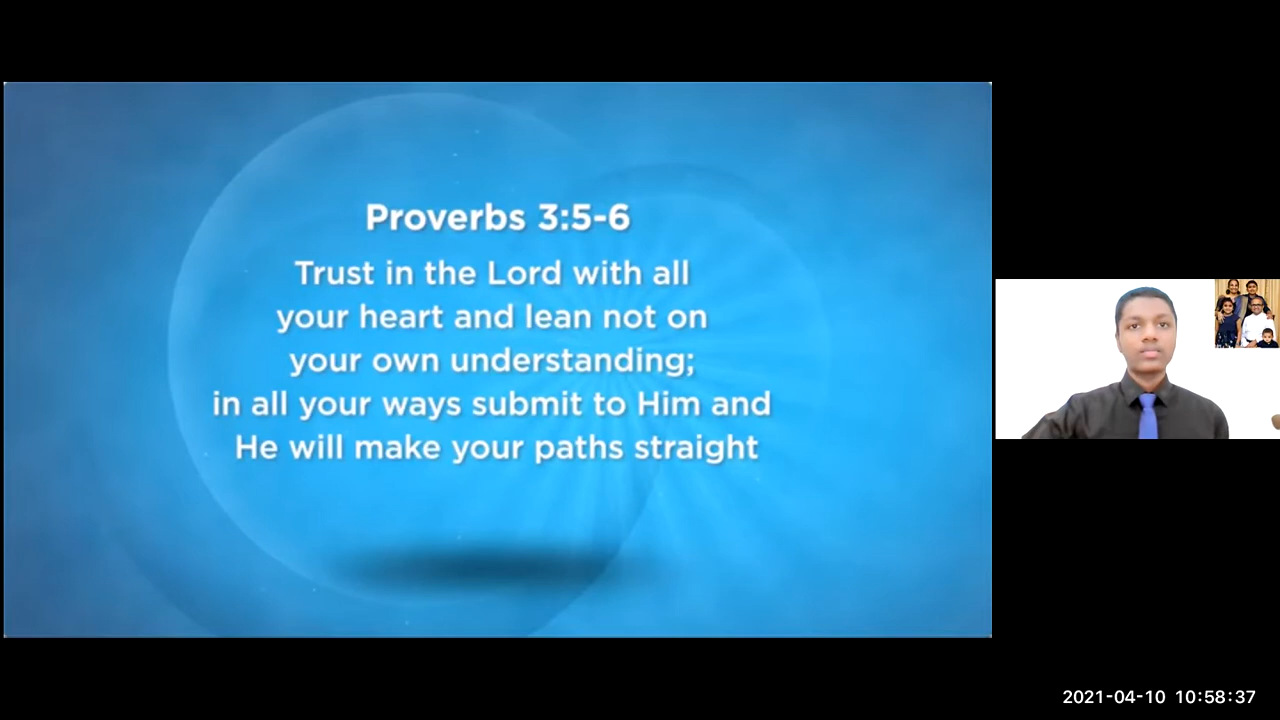 Proverbs 3:5-6
Trust in the Lord with all
your heart and lean not on
your own understanding;
in all your ways submit to Him and
He will make your paths straight
2021-04-10 10:58:37